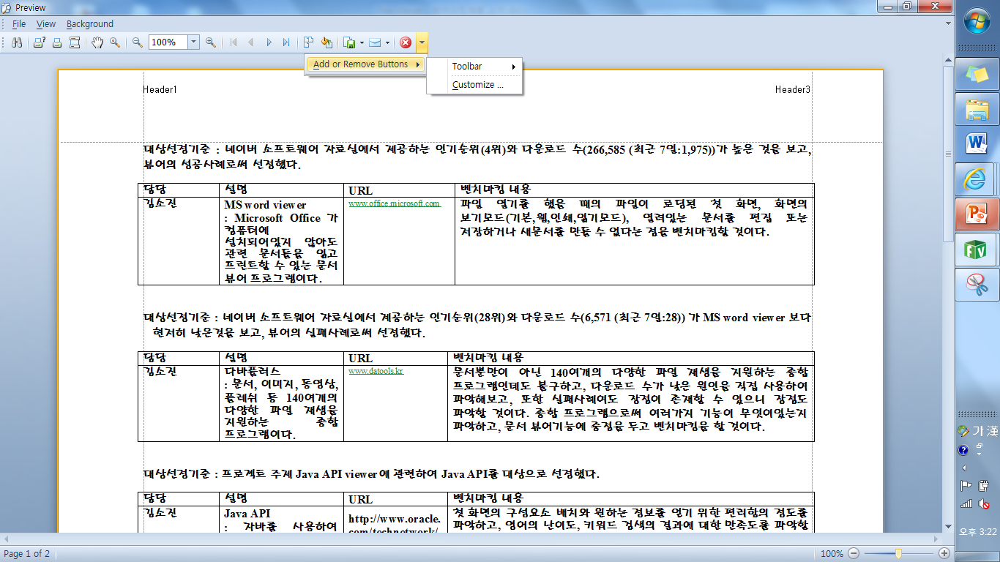 Preview
File View Background
100%
Add or Remove Buttons
Toolbar
Customize ...
Header1 Header3
대상선정기준 : 네이버 소프트웨어 자료실에서 제공하는 인기순위(4위)와 다운로드 수(266,585 (최근 7일:1,975))가 높은 것을 보고,
뷰어의 성공사례로써 선정했다.
담당 설명 URL 벤치마킹 내용
김소진 MS word viewer www.office.microsoft.com 파일 열기를 했을 때의 파일이 로딩된 첫 화면, 화면의
: Microsoft Office 가 보기모드(기본,웹,인쇄,읽기모드), 열려있는 문서를 편집 또는
컴퓨터에 저장하거나 새문서를 만들 수 없다는 점을 벤치마킹할 것이다.
설치되어있지 않아도
관련 문서들을 읽고
프린트할 수 있는 문서
뷰어 프로그램이다.
대상선정기준 : 네이버 소프트웨어 자료실에서 제공하는 인기순위(28위)와 다운로드 수(6,571 (최근 7일:28)) 가 MS word viewer 보다
현저히 낮은것을 보고, 뷰어의 실패사례로써 선정했다.
담당 설명 URL 벤치마킹 내용
김소진 다바플러스 www.datools.kr 문서뿐만이 아닌 140여개의 다양한 파일 재생을 지원하는 종합
: 문서, 이미지, 동영상, 프로그램인데도 불구하고, 다운로드 수가 낮은 원인을 직접 사용하여
플레쉬 등 140여개의 파악해보고, 또한 실패사례여도 장점이 존재할 수 있으니 장점도
다양한 파일 재생을 파악할 것이다. 종합 프로그램으로써 여러가지 기능이 무엇이있는지
지원하는 종합 파악하고, 문서 뷰어기능에 중점을 두고 벤치마킹을 할 것이다.
프로그램이다.
대상선정기준 : 프로젝트 주제 Java API viewer에 관련하여 Java API를 대상으로 선정했다.
담당 설명 URL 벤치마킹 내용
김소진 Java API http://www.oracle. 첫 화면의 구성요소 배치와 원하는 정보를 얻기 위한 편리함의 정도를
: 자바를 사용하여 com/technetwork/ 파악하고, 영어의 난이도, 키워드 검색의 결과에 대한 만족도를 파악할
Page 1 of 2 100%
가 漢
오후 3:22